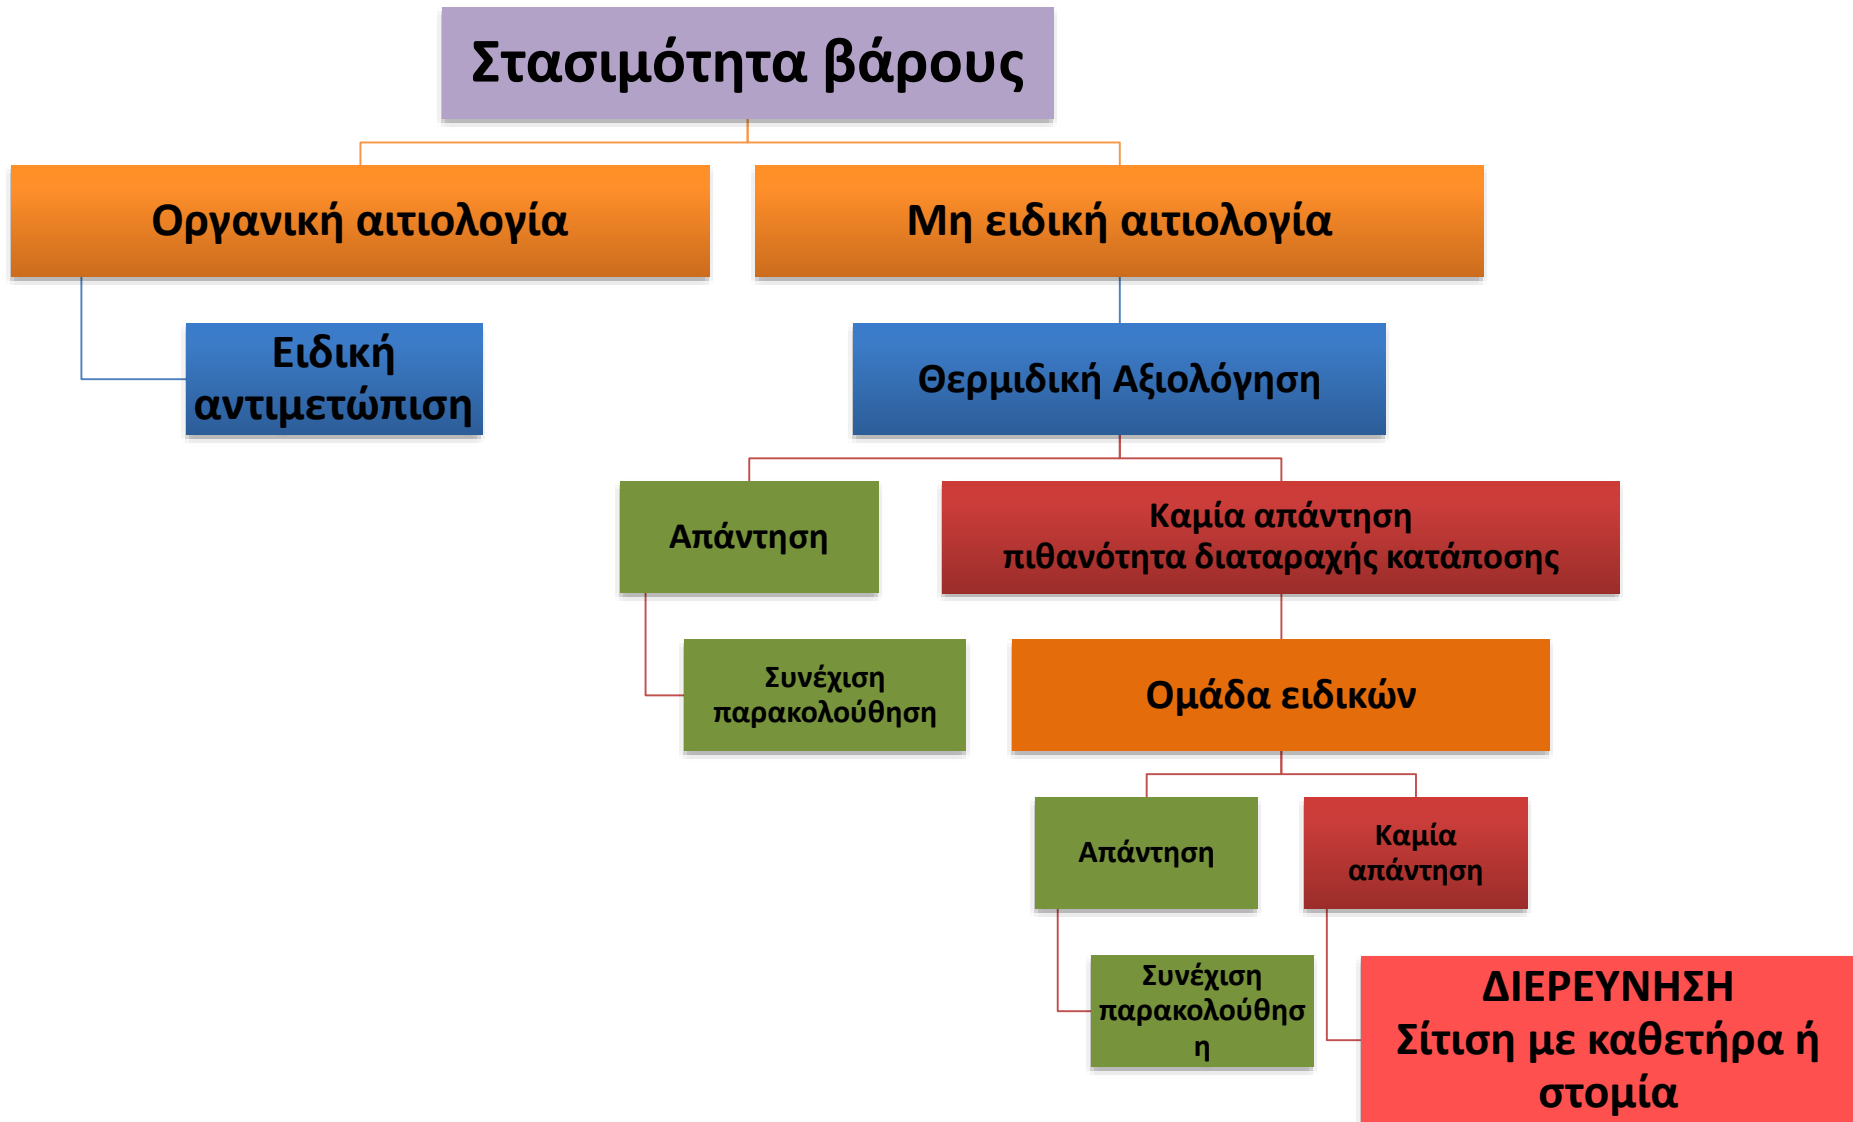 Στασιμότητα βάρους
Οργανική αιτιολογία
Μη ειδική αιτιολογία
Ειδική
αντιμετώπιση
Θερμιδική Αξιολόγηση
Απάντηση
Καμία απάντηση
πιθανότητα διαταραχής κατάποσης
Συνέχιση
παρακολούθηση
Ομάδα ειδικών
Απάντηση
Καμία
απάντηση
Συνέχιση
παρακολούθησ
η
ΔΙΕΡΕΥΝΗΣΗ
Σίτιση με καθετήρα ή
στομία